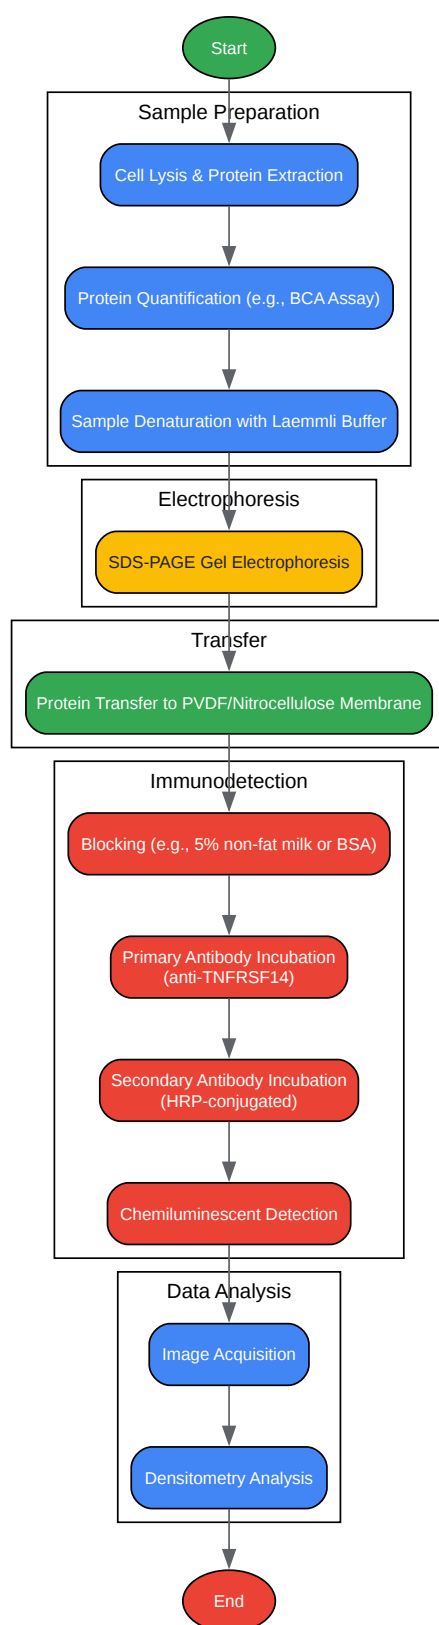 Start
Sample Preparation
Cell Lysis & Protein Extraction
Protein Quantification (e.g., BCA Assay)
Sample Denaturation with Laemmli Buffer
Electrophoresis
SDS-PAGE Gel Electrophoresis
Transfer
Protein Transfer to PVDF/Nitrocellulose Membrane
Immunodetection
Blocking (e.g., 5% non-fat milk or BSA)
Primary Antibody Incubation
(anti-TNFRSF14)
Secondary Antibody Incubation
(HRP-conjugated)
Chemiluminescent Detection
Data Analysis
Image Acquisition
Densitometry Analysis
End